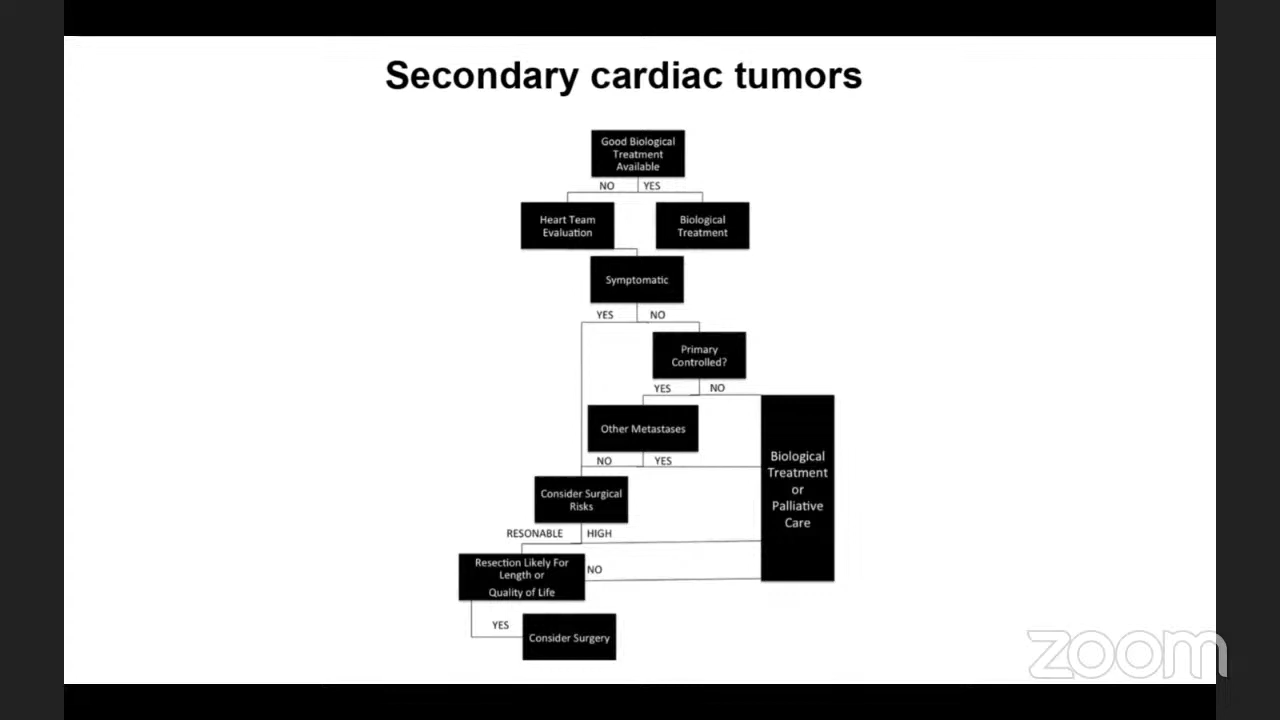 Secondary cardiac tumors
Good Biological
Treatment
Available
NO
YES
Heart Team
Evaluation
Biological
Treatment
Symptomatic
YES
NO
Primary
Controlled?
YES
NO
Other Metastases
NO
YES
Biological
Treatment
or
Palliative
Care
Consider Surgical
Risks
RESONABLE
HIGH
Resection Likely For
Length or
Quality of Life
NO
YES
Consider Surgery
zoom